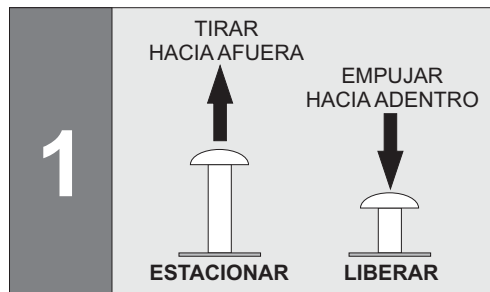 1
TIRAR
HACIA AFUERA
EMPUJAR
HACIA ADENTRO
ESTACIONAR
LIBERAR